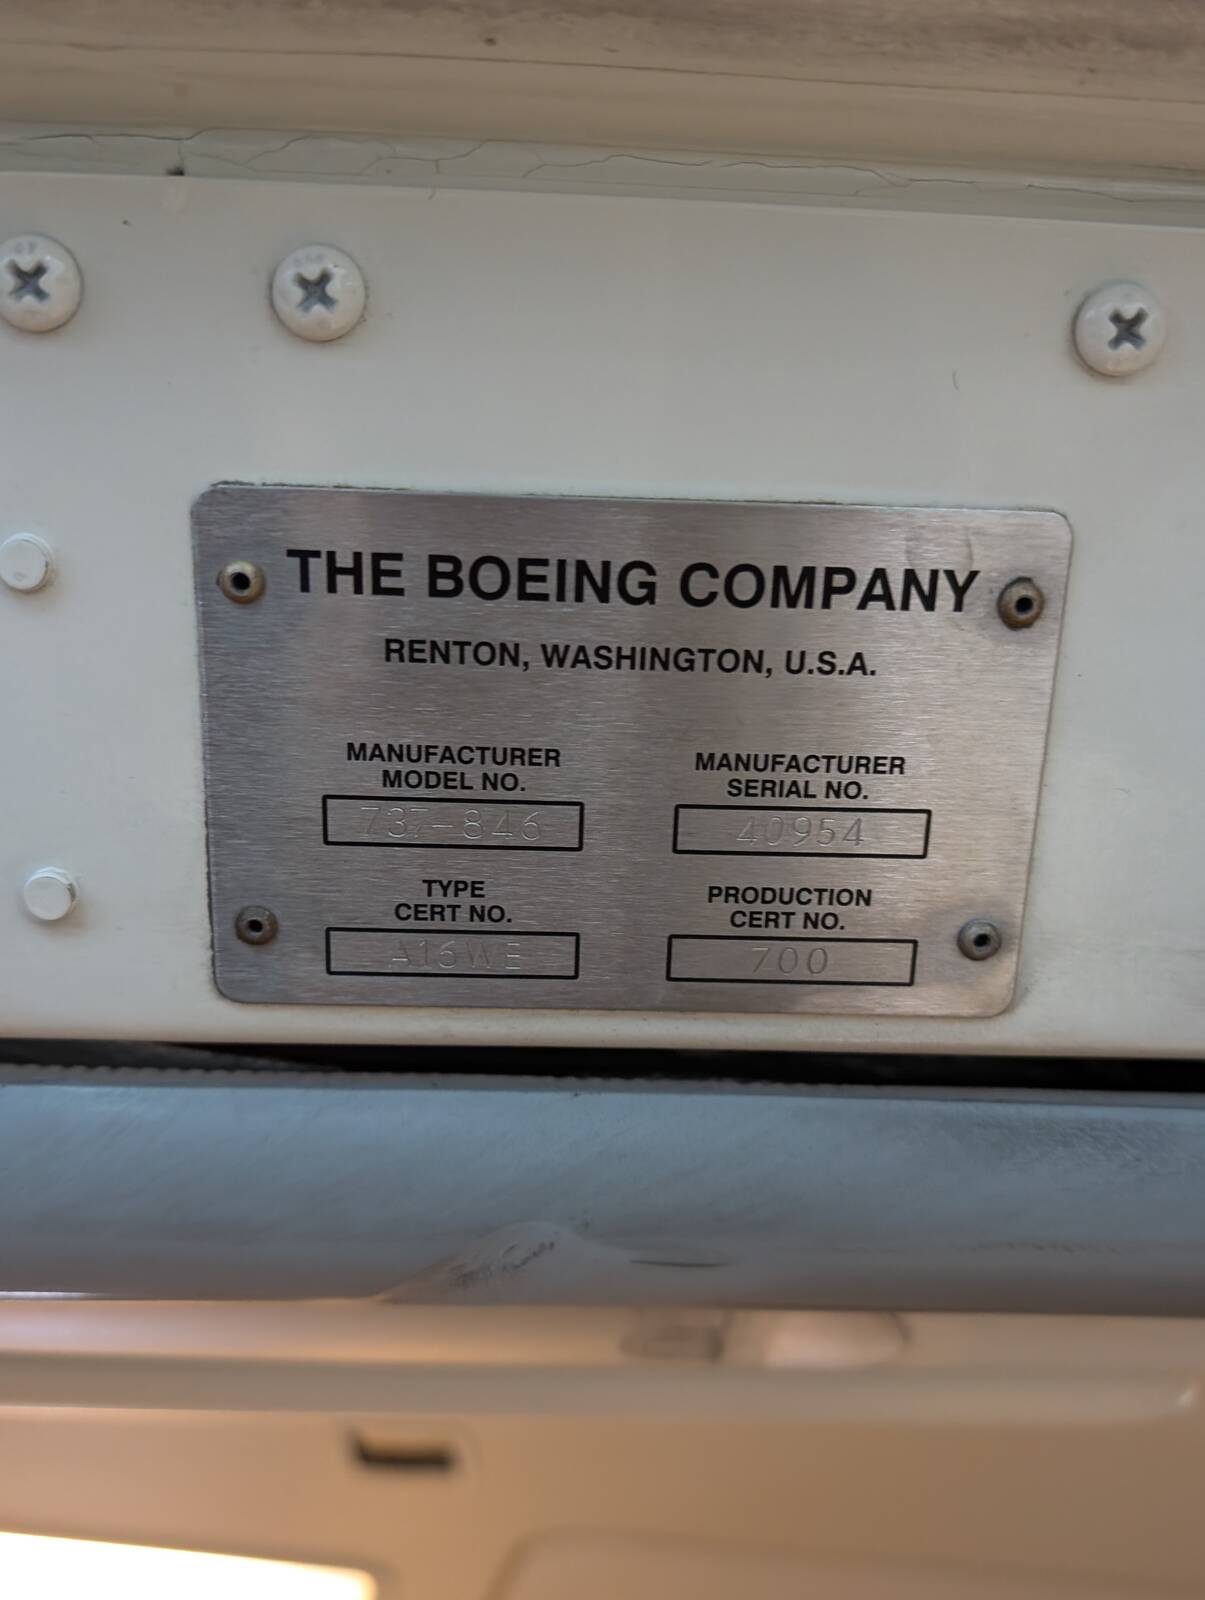 THE BOEING COMPANY
RENTON, WASHINGTON, U.S.A.
MANUFACTURER
MODEL NO.
737-846
MANUFACTURER
SERIAL NO.
40954
TYPE
CERT NO.
A16WE
PRODUCTION
CERT NO.
700